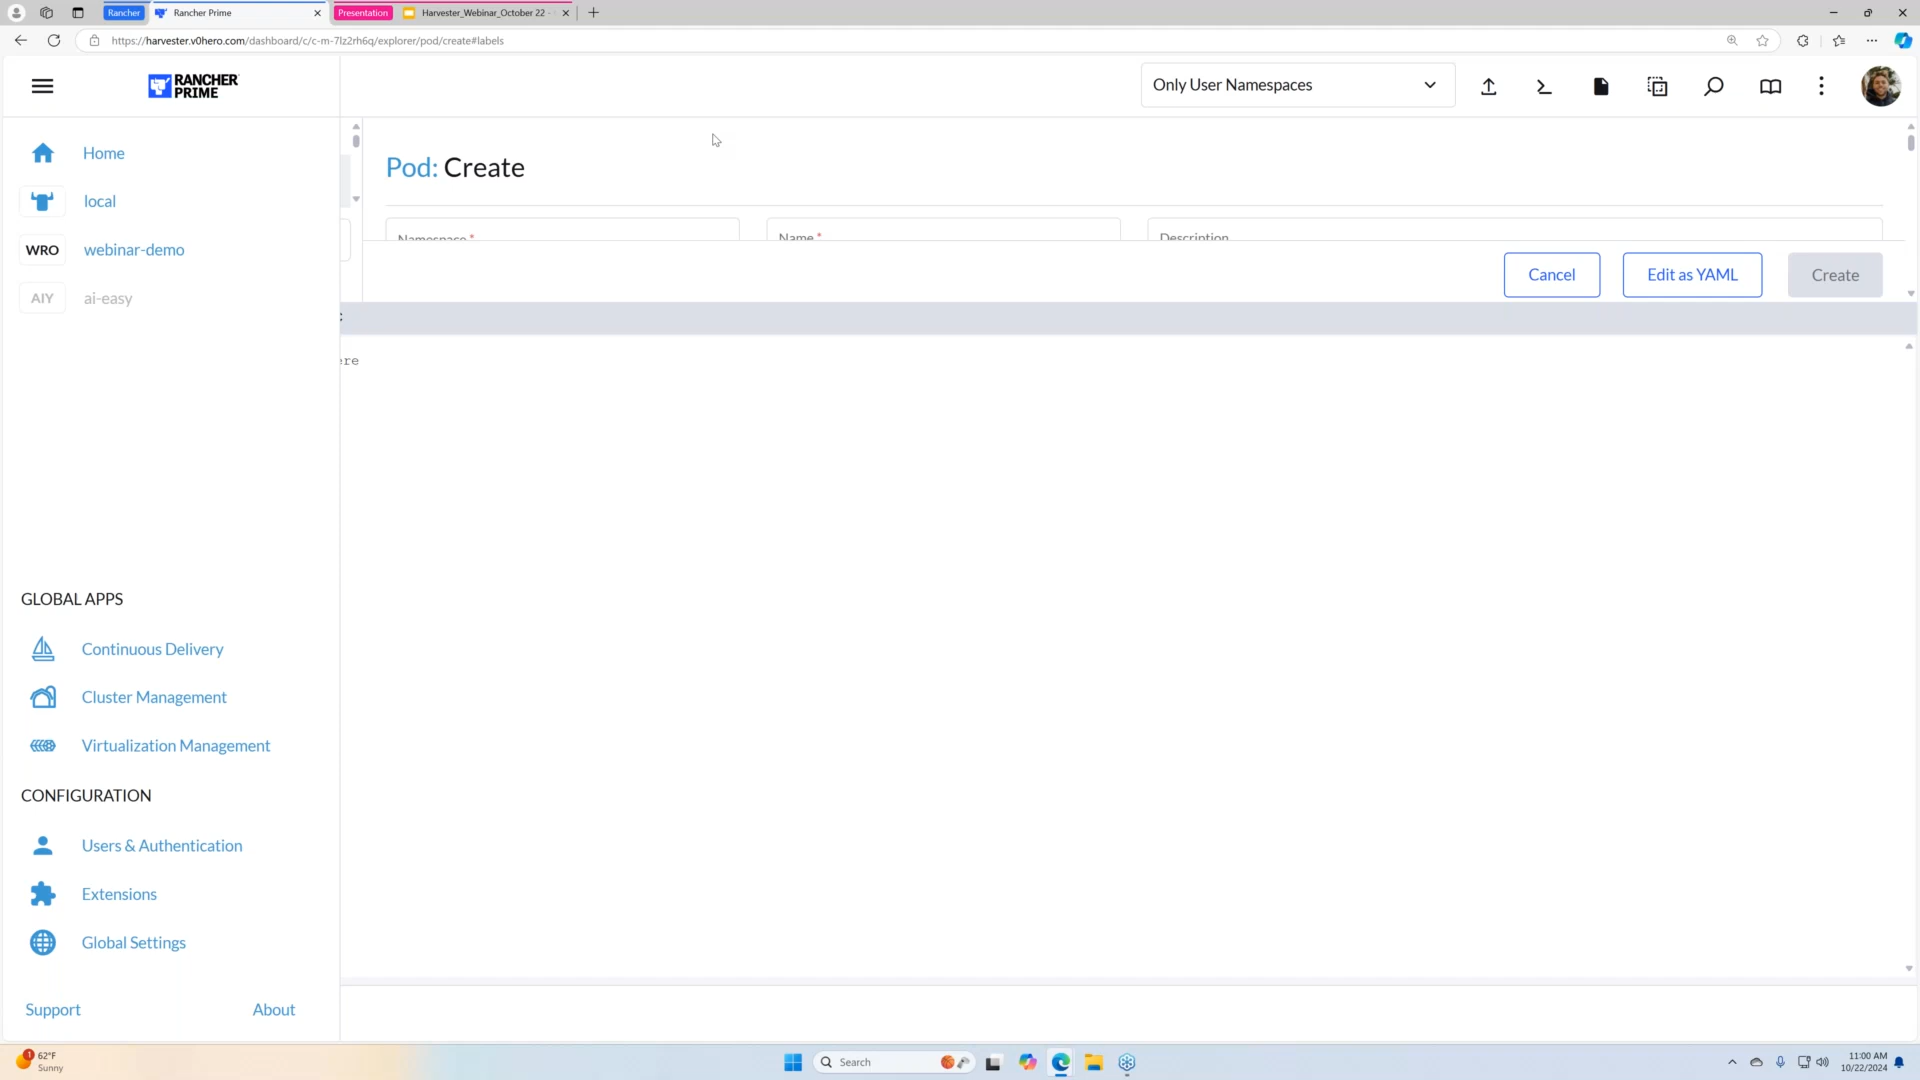 Rancher
Rancher Prime
Presentation
Harvester_Webinar_October 22 -
https://harvester.v0hero.com/dashboard/c/c-m-7lz2rh6q/explorer/pod/create#labels
RANCHER
PRIME
Only User Namespaces
Home
local
WRO
webinar-demo
AIY
ai-easy
Pod: Create
Namespace *
Name *
Description
Cancel
Edit as YAML
Create
ere
GLOBAL APPS
Continuous Delivery
Cluster Management
Virtualization Management
CONFIGURATION
Users & Authentication
Extensions
Global Settings
Support
About
1
62°F
Sunny
Search
11:00 AM
10/22/2024